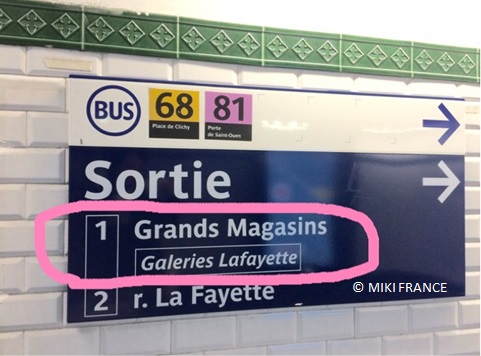 BUS 68 81
Place de Clichy Porte de Saint-Ouen
Sortie
1 Grands Magasins
Galeries Lafayette
2 r. La Fayette
© MIKI FRANCE